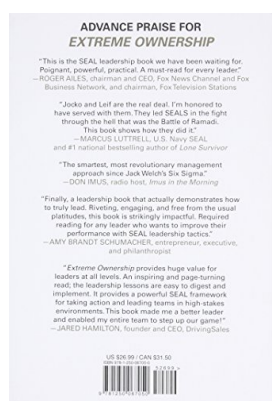 ADVANCE PRAISE FOR
EXTREME OWNERSHIP
"This is the SEAL leadership book we have been waiting for.
Poignant, powerful, practical. A must-read for every leader."
—ROGER AILES, chairman and CEO, Fox News Channel and Fox
Business Network, and chairman, Fox Television Stations
"Jocko and Leif are the real deal. I'm honored to
have served with them. They led SEALS in the fight
through the hell that was the Battle of Ramadi.
This book shows how they did it."
—MARCUS LUTTRELL, U.S. Navy SEAL
and #1 national bestselling author of Lone Survivor
"The smartest, most revolutionary management
approach since Jack Welch's Six Sigma."
—DON IMUS, radio host, Imus in the Morning
"Finally, a leadership book that actually demonstrates how
to truly lead. Riveting, engaging, and free from the usual
platitudes, this book is strikingly impactful. Required
reading for any leader who wants to improve their
performance with SEAL leadership tactics."
—AMY BRANDT SCHUMACHER, entrepreneur, executive,
and philanthropist
"Extreme Ownership provides huge value for
leaders at all levels. An inspiring and page-turning
read; the leadership lessons are easy to digest and
implement. It provides a powerful SEAL framework
for taking action and leading teams in high-stakes
environments. This book made me a better leader
and enabled my entire team to step up our game!"
—JARED HAMILTON, founder and CEO, DrivingSales
US $26.99 / CAN $31.50
52699
9 781250 067050